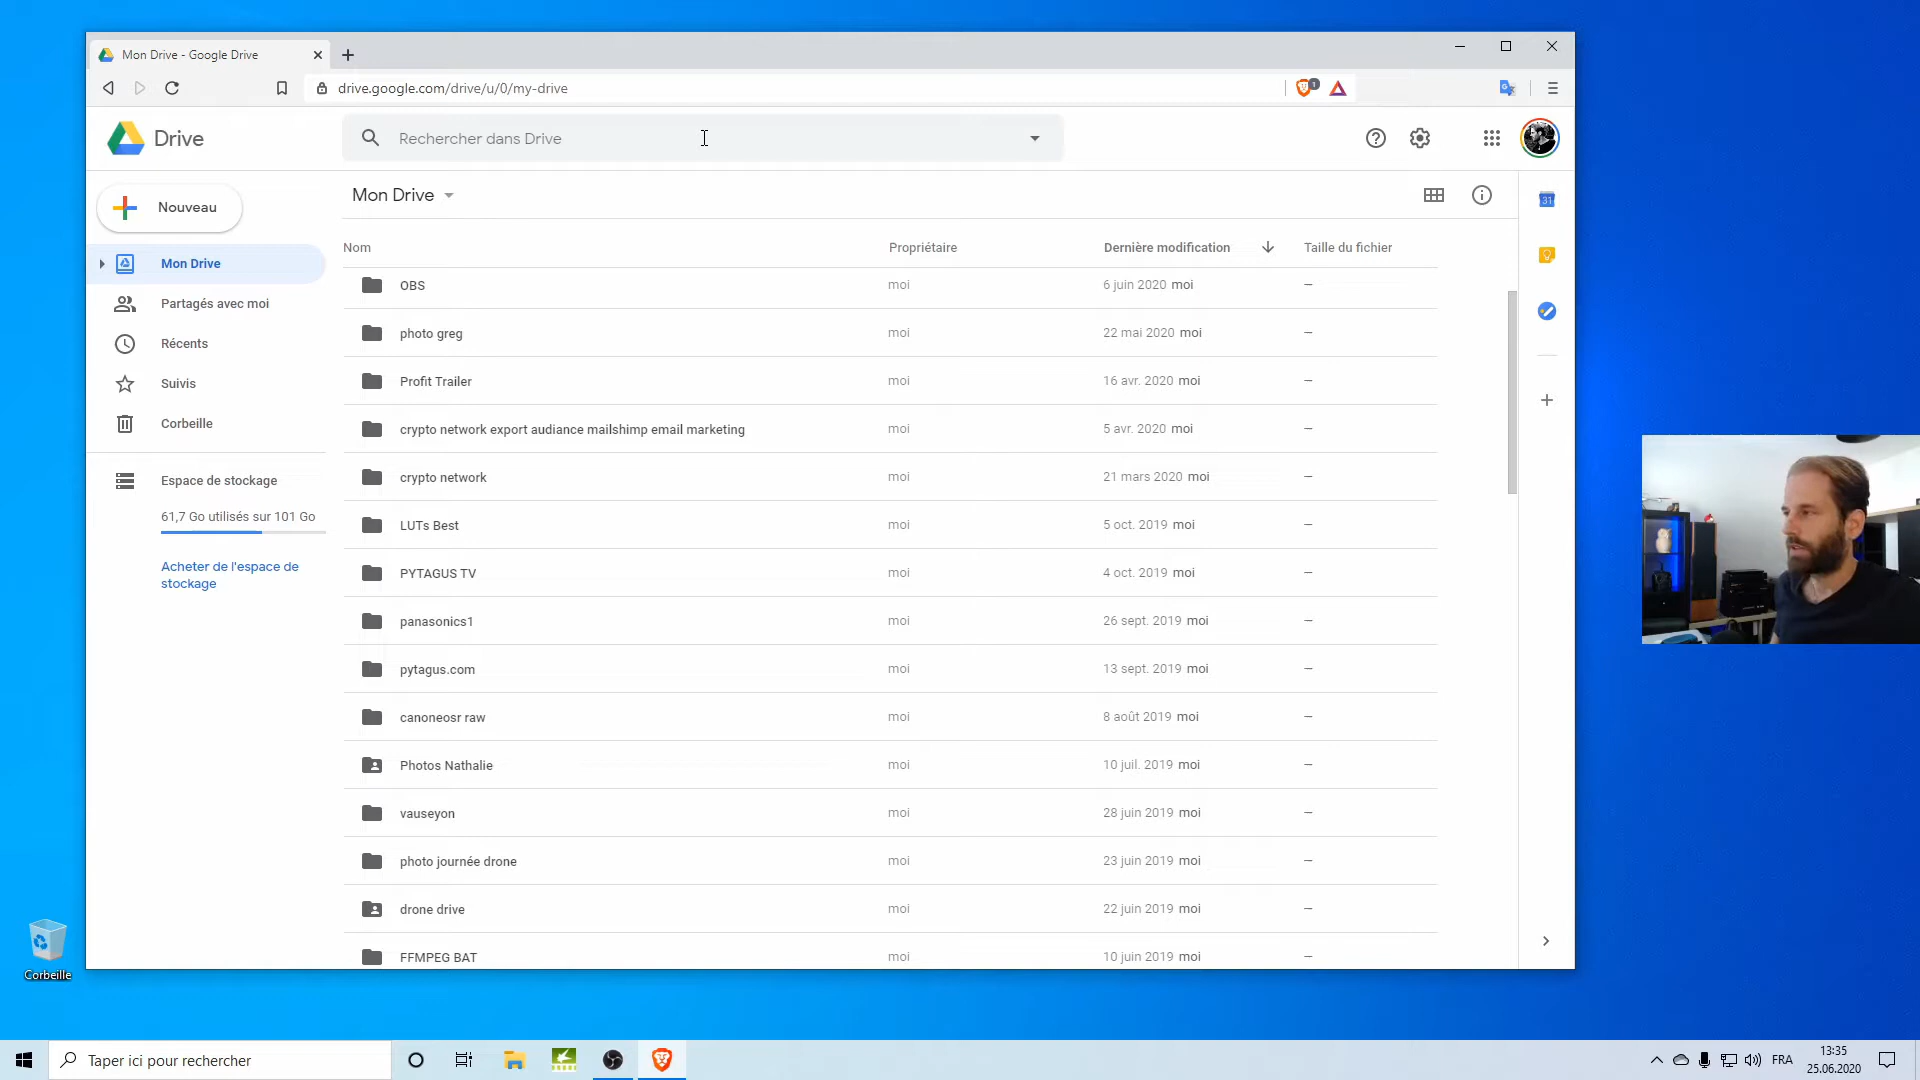 Mon Drive - Google Drive
drive.google.com/drive/u/0/my-drive
1
Drive
Rechercher dans Drive
Nouveau
Mon Drive
Partagés avec moi
Récents
Suivis
Corbeille
Espace de stockage
61,7 Go utilisés sur 101 Go
Acheter de l'espace de
stockage
Mon Drive
Nom Propriétaire Dernière modification Taille du fichier
OBS moi 6 juin 2020 moi —
photo greg moi 22 mai 2020 moi —
Profit Trailer moi 16 avr. 2020 moi —
crypto network export audiance mailshimp email marketing moi 5 avr. 2020 moi —
crypto network moi 21 mars 2020 moi —
LUTs Best moi 5 oct. 2019 moi —
PYTAGUS TV moi 4 oct. 2019 moi —
panasonics1 moi 26 sept. 2019 moi —
pytagus.com moi 13 sept. 2019 moi —
canoneosr raw moi 8 août 2019 moi —
Photos Nathalie moi 10 juil. 2019 moi —
vauseyon moi 28 juin 2019 moi —
photo journée drone moi 23 juin 2019 moi —
drone drive moi 22 juin 2019 moi —
FFMPEG BAT moi 10 juin 2019 moi —
31
Corbeille
Taper ici pour rechercher
FRA
13:35
25.06.2020